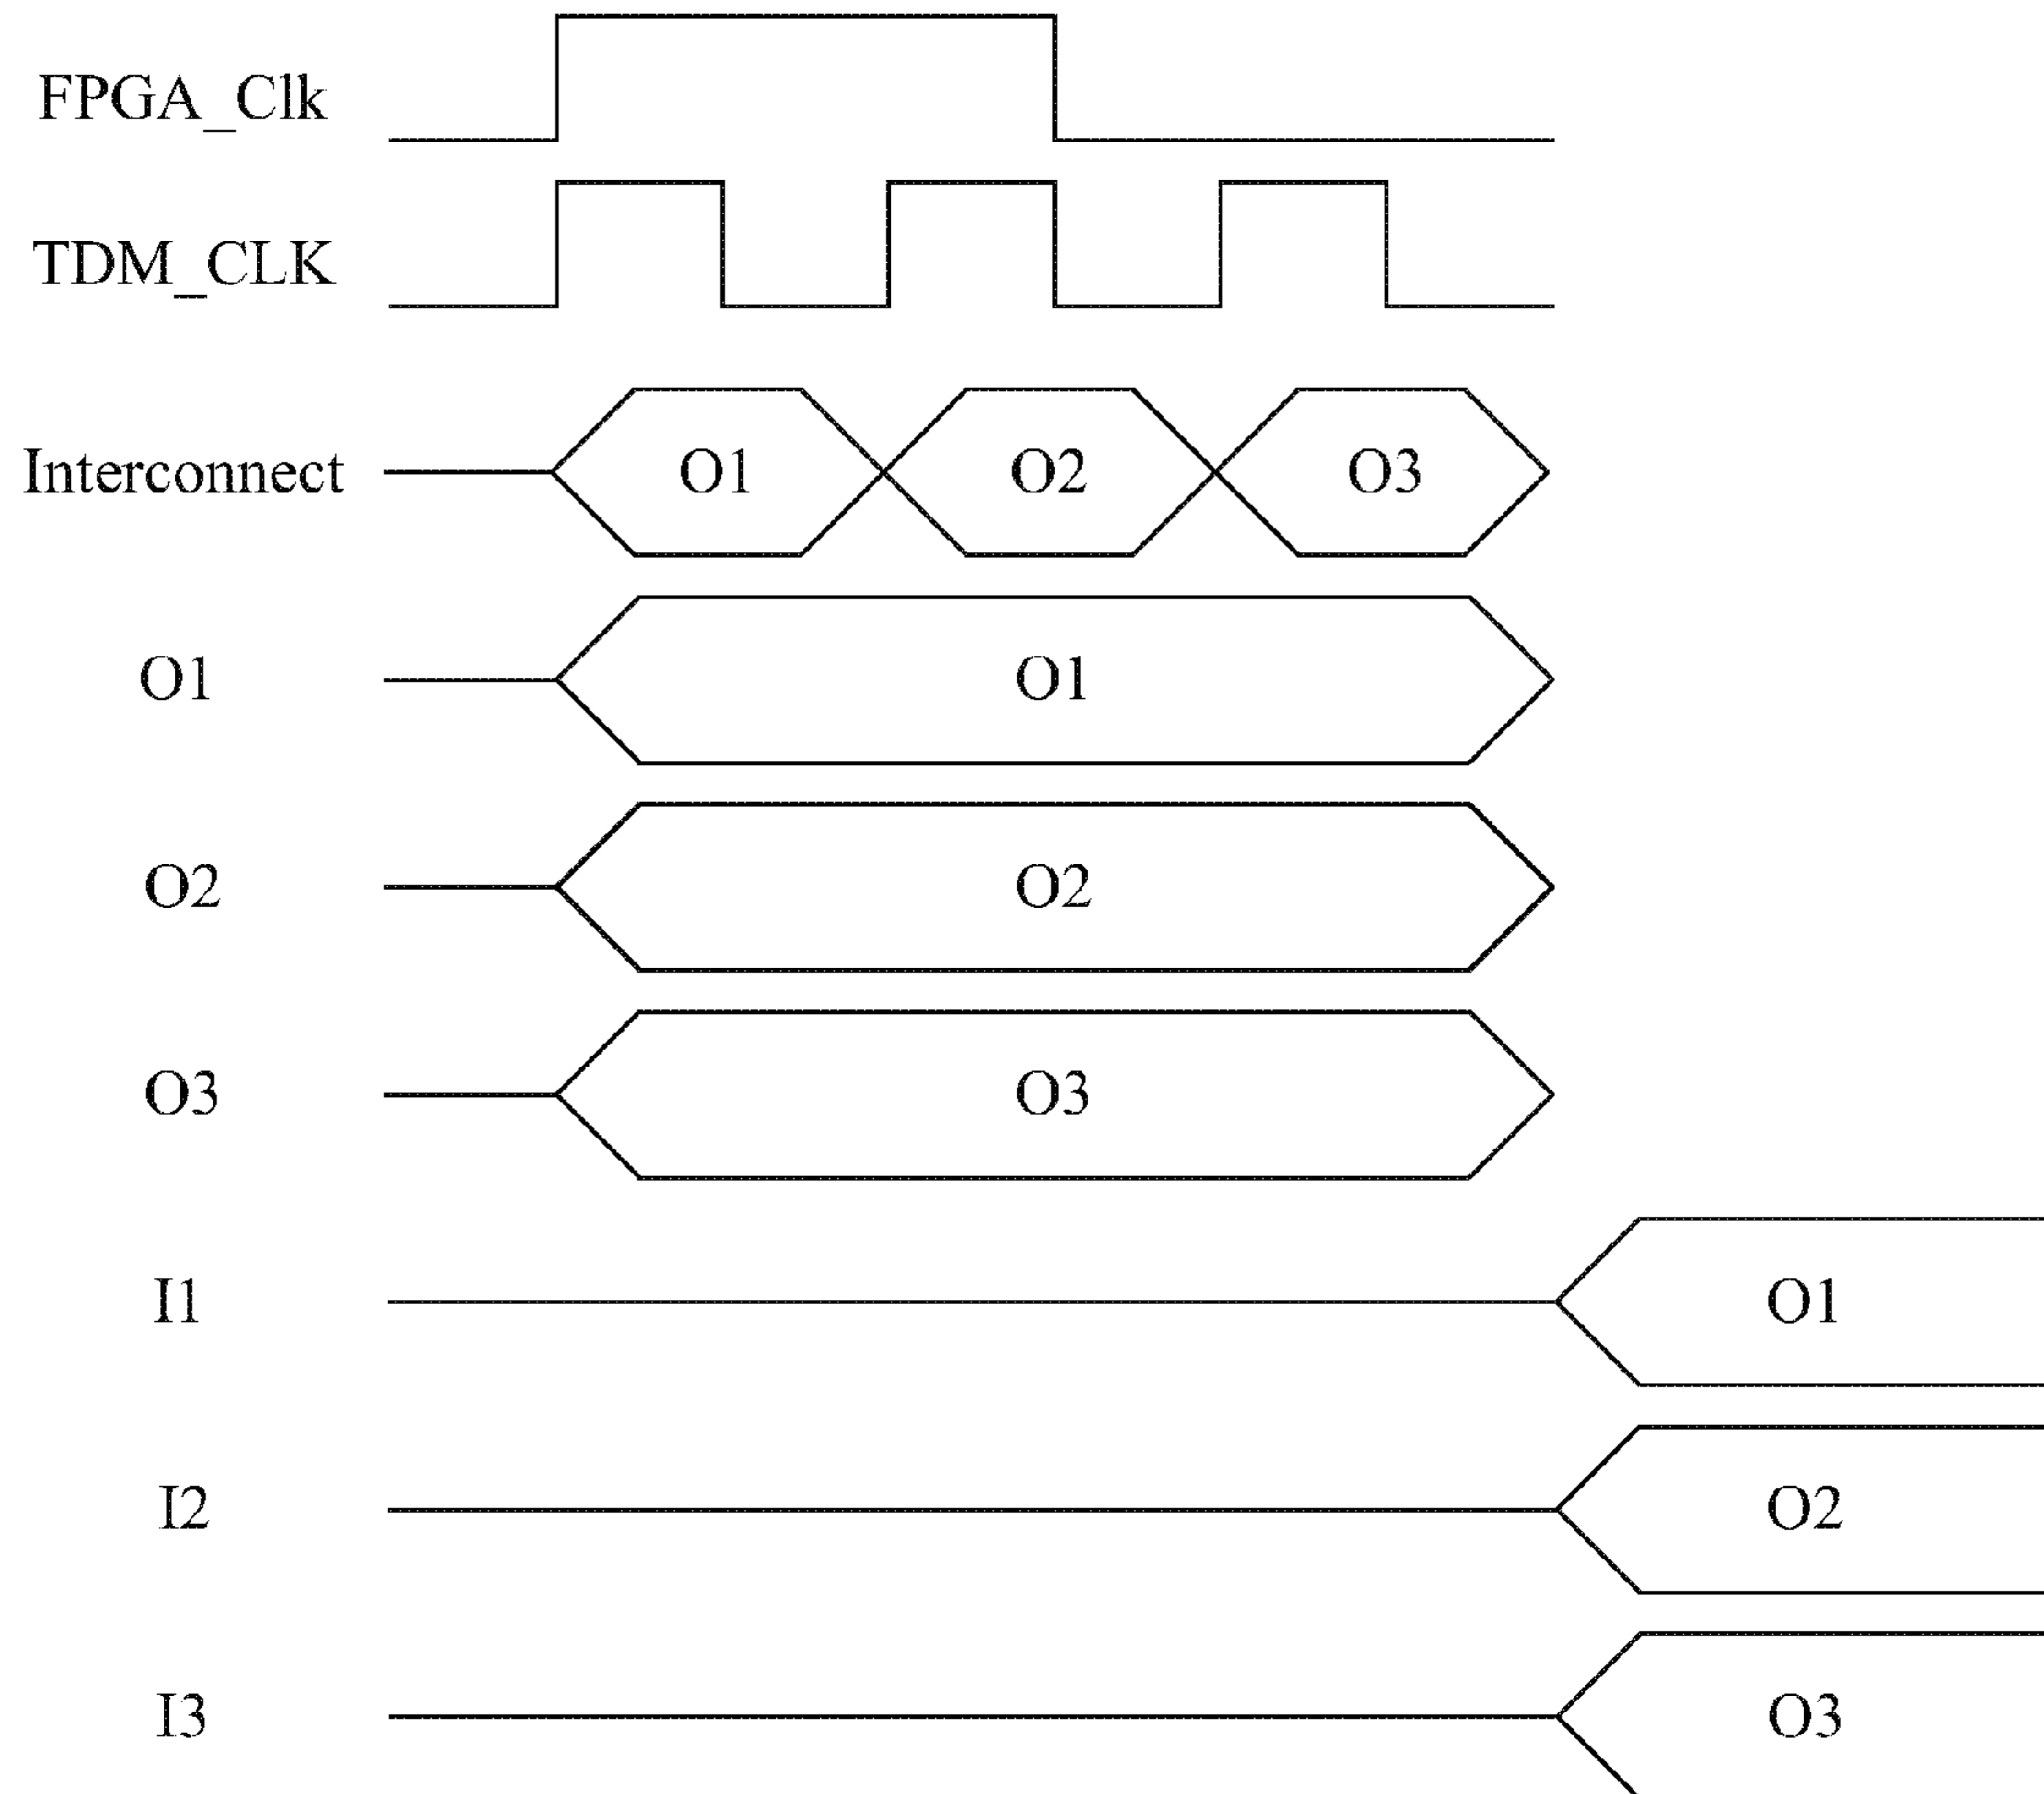 FPGA_Clk
TDM_CLK
Interconnect O1 O2 O3
O1 O1
O2 O2
O3 O3
I1 O1
I2 O2
I3 O3